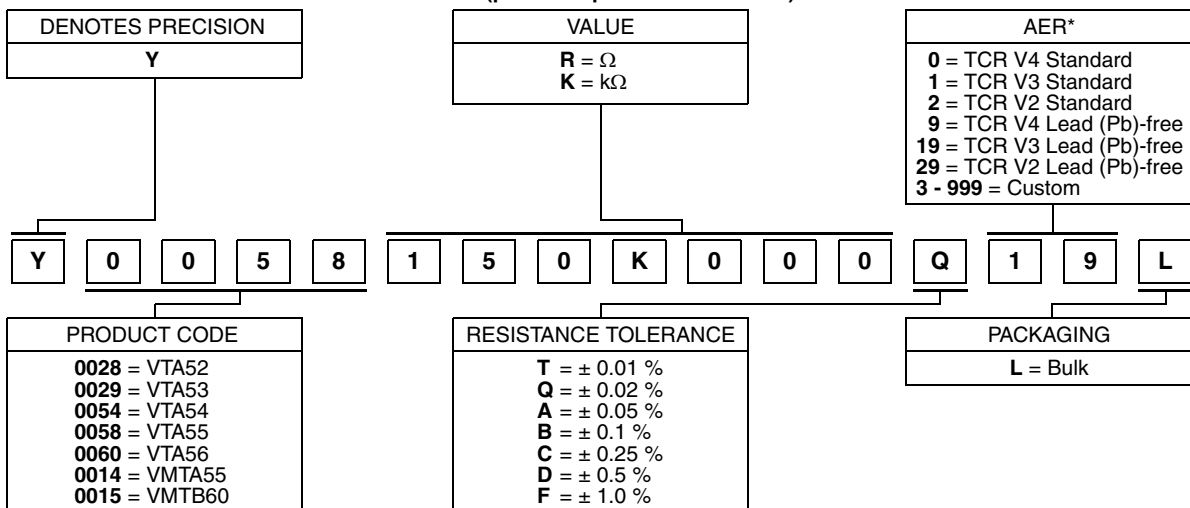 DENOTES PRECISION
Y
VALUE
R = Ω
K = kΩ
AER*
0 = TCR V4 Standard
1 = TCR V3 Standard
2 = TCR V2 Standard
9 = TCR V4 Lead (Pb)-free
19 = TCR V3 Lead (Pb)-free
29 = TCR V2 Lead (Pb)-free
3 - 999 = Custom
Y 0 0 5 8 1 5 0 K 0 0 0 Q 1 9 L
PRODUCT CODE
0028 = VTA52
0029 = VTA53
0054 = VTA54
0058 = VTA55
0060 = VTA56
0014 = VMTA55
0015 = VMTB60
RESISTANCE TOLERANCE
T = ± 0.01 %
Q = ± 0.02 %
A = ± 0.05 %
B = ± 0.1 %
C = ± 0.25 %
D = ± 0.5 %
F = ± 1.0 %
PACKAGING
L = Bulk